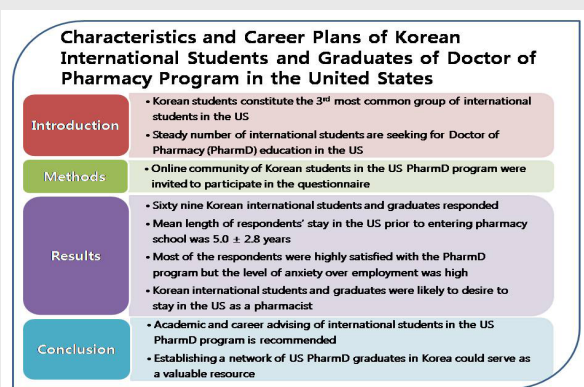 Characteristics and Career Plans of Korean
International Students and Graduates of Doctor of
Pharmacy Program in the United States
Introduction
• Korean students constitute the 3rd most common group of international
students in the US
• Steady number of international students are seeking for Doctor of
Pharmacy (PharmD) education in the US
Methods
• Online community of Korean students in the US PharmD program were
invited to participate in the questionnaire
Results
• Sixty nine Korean international students and graduates responded
• Mean length of respondents' stay in the US prior to entering pharmacy
school was 5.0 ± 2.8 years
• Most of the respondents were highly satisfied with the PharmD
program but the level of anxiety over employment was high
• Korean international students and graduates were likely to desire to
stay in the US as a pharmacist
Conclusion
• Academic and career advising of international students in the US
PharmD program is recommended
• Establishing a network of US PharmD graduates in Korea could serve as
a valuable resource